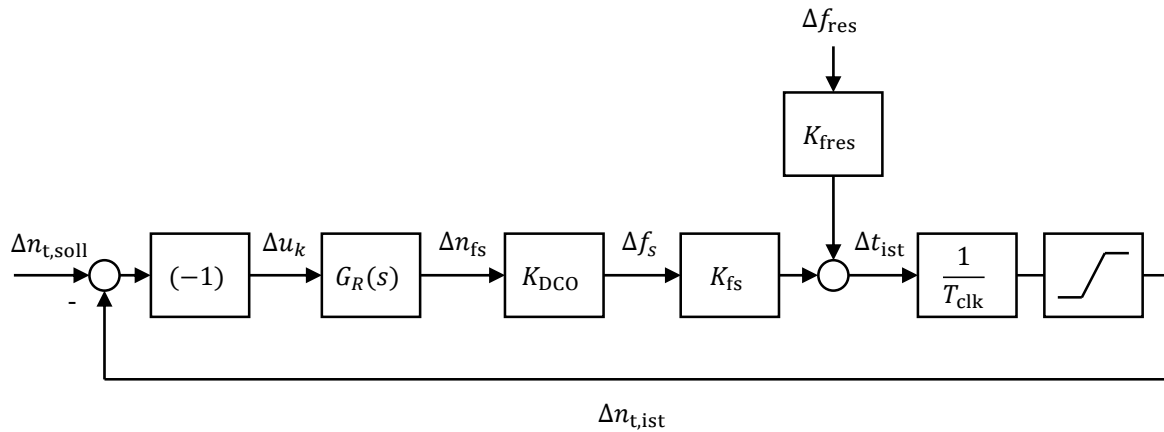 Δf_res
K_fres
Δn_t,soll
-
(−1)
Δu_k
G_R(s)
Δn_fs
K_DCO
Δf_s
K_fs
Δt_ist
1
T_clk
Δn_t,ist